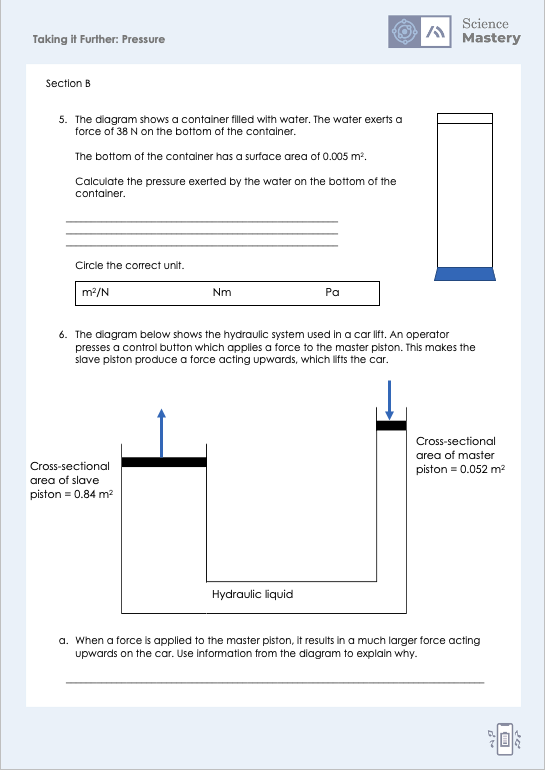 Taking it Further: Pressure
Science
Mastery
Section B
5. The diagram shows a container filled with water. The water exerts a
force of 38 N on the bottom of the container.
The bottom of the container has a surface area of 0.005 m².
Calculate the pressure exerted by the water on the bottom of the
container.
Circle the correct unit.
m²/N Nm Pa
6. The diagram below shows the hydraulic system used in a car lift. An operator
presses a control button which applies a force to the master piston. This makes the
slave piston produce a force acting upwards, which lifts the car.
Cross-sectional
area of slave
piston = 0.84 m²
Cross-sectional
area of master
piston = 0.052 m²
Hydraulic liquid
a. When a force is applied to the master piston, it results in a much larger force acting
upwards on the car. Use information from the diagram to explain why.